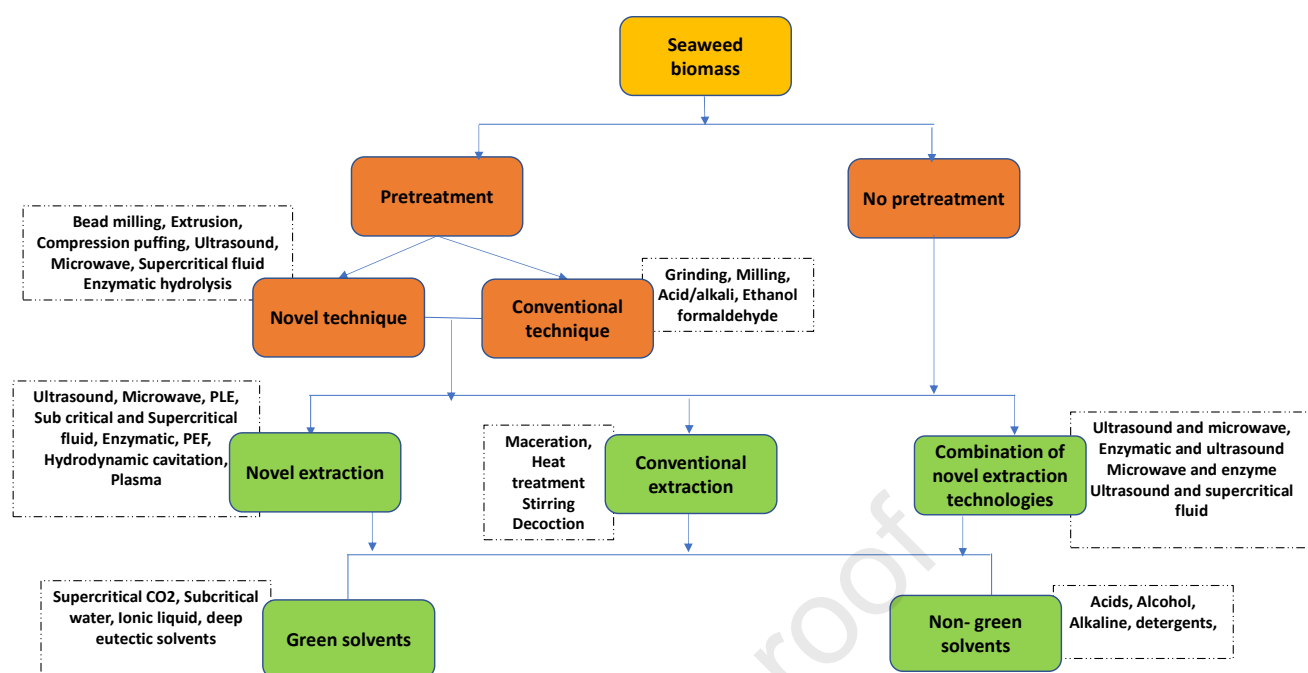 Seaweed
biomass
Pretreatment
No pretreatment
Bead milling, Extrusion,
Compression puffing, Ultrasound,
Microwave, Supercritical fluid
Enzymatic hydrolysis
Novel technique
Conventional
technique
Grinding, Milling,
Acid/alkali, Ethanol
formaldehyde
Ultrasound, Microwave, PLE,
Sub critical and Supercritical
fluid, Enzymatic, PEF,
Hydrodynamic cavitation,
Plasma
Novel extraction
Maceration,
Heat
treatment
Stirring
Decoction
Conventional
extraction
Combination of
novel extraction
technologies
Ultrasound and microwave,
Enzymatic and ultrasound
Microwave and enzyme
Ultrasound and supercritical
fluid
Supercritical CO2, Subcritical
water, Ionic liquid, deep
eutectic solvents
Green solvents
Non- green
solvents
Acids, Alcohol,
Alkaline, detergents,
roof